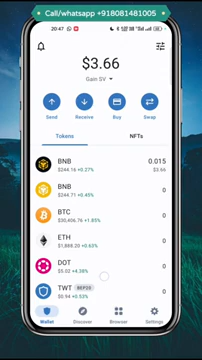 Call/whatsapp +918081481005
20:47
$3.66
Gain SV
Send Receive Buy Swap
Tokens NFTs
BNB 0.015
$244.16 +0.27% $3.66
BNB 0
$244.71 +0.45%
BTC 0
$30,406.76 +1.85%
ETH 0
$1,888.20 +0.63%
DOT 0
$5.02 +4.38%
TWT BEP20 0
$0.94 +0.53%
Wallet Discover Browser Settings